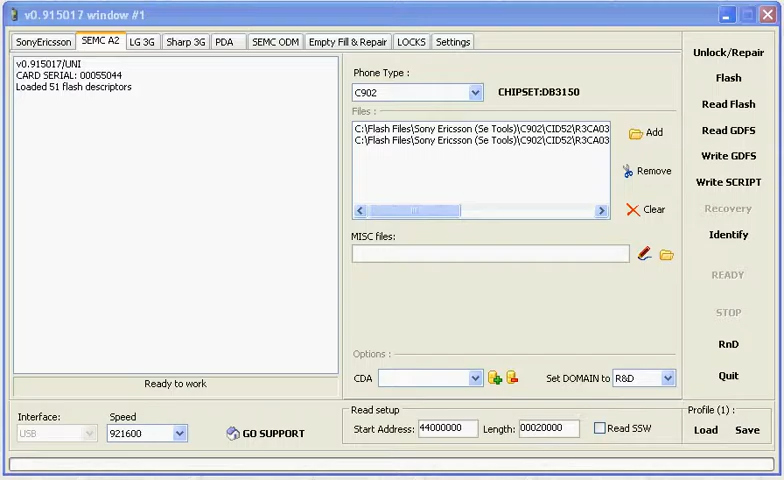 v0.915017 window #1
SonyEricsson SEMC A2 LG 3G Sharp 3G PDA SEMC ODM Empty Fill & Repair LOCKS Settings
v0.915017/UNI
CARD SERIAL: 00055044
Loaded 51 flash descriptors
Ready to work
Phone Type :
C902 CHIPSET:DB3150
Files :
C:\Flash Files\Sony Ericsson (Se Tools)\C902\CID52\R3CA03
C:\Flash Files\Sony Ericsson (Se Tools)\C902\CID52\R3CA03
Add
Remove
Clear
MISC files:
Options :
CDA Set DOMAIN to R&D
Unlock/Repair
Flash
Read Flash
Read GDFS
Write GDFS
Write SCRIPT
Recovery
Identify
READY
STOP
RnD
Quit
Interface: Speed
USB 921600 GO SUPPORT
Read setup
Start Address: 44000000 Length: 00020000 Read SSW
Profile (1) :
Load Save